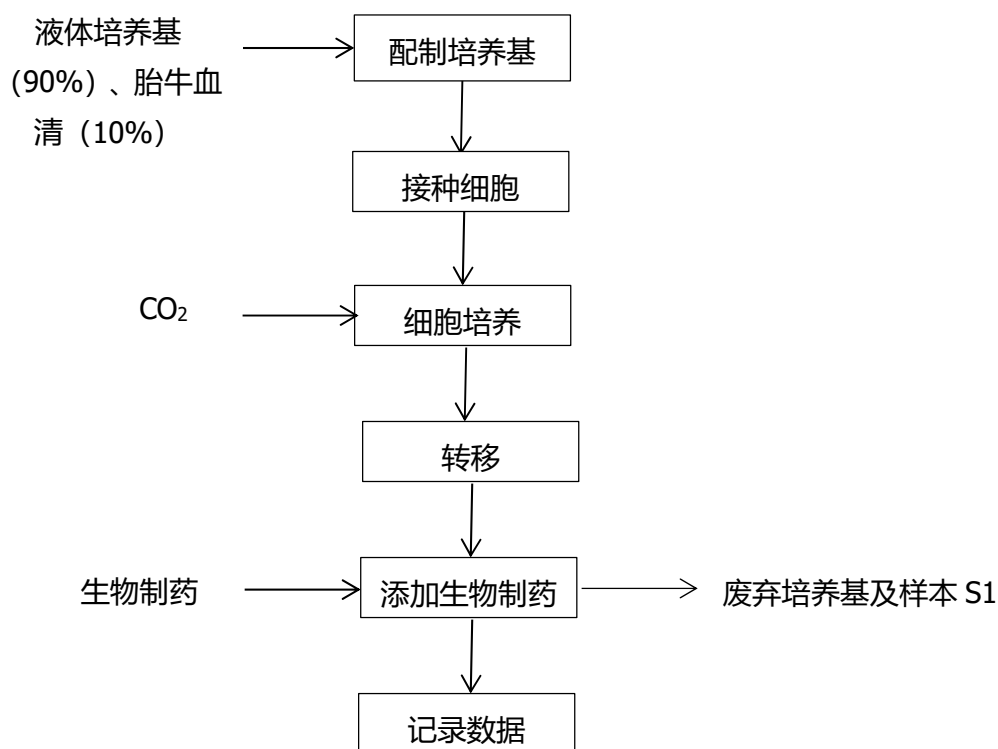 液体培养基
（90%）、胎牛血
清（10%）
配制培养基
接种细胞
CO₂
细胞培养
转移
生物制药
添加生物制药
废弃培养基及样本 S1
记录数据